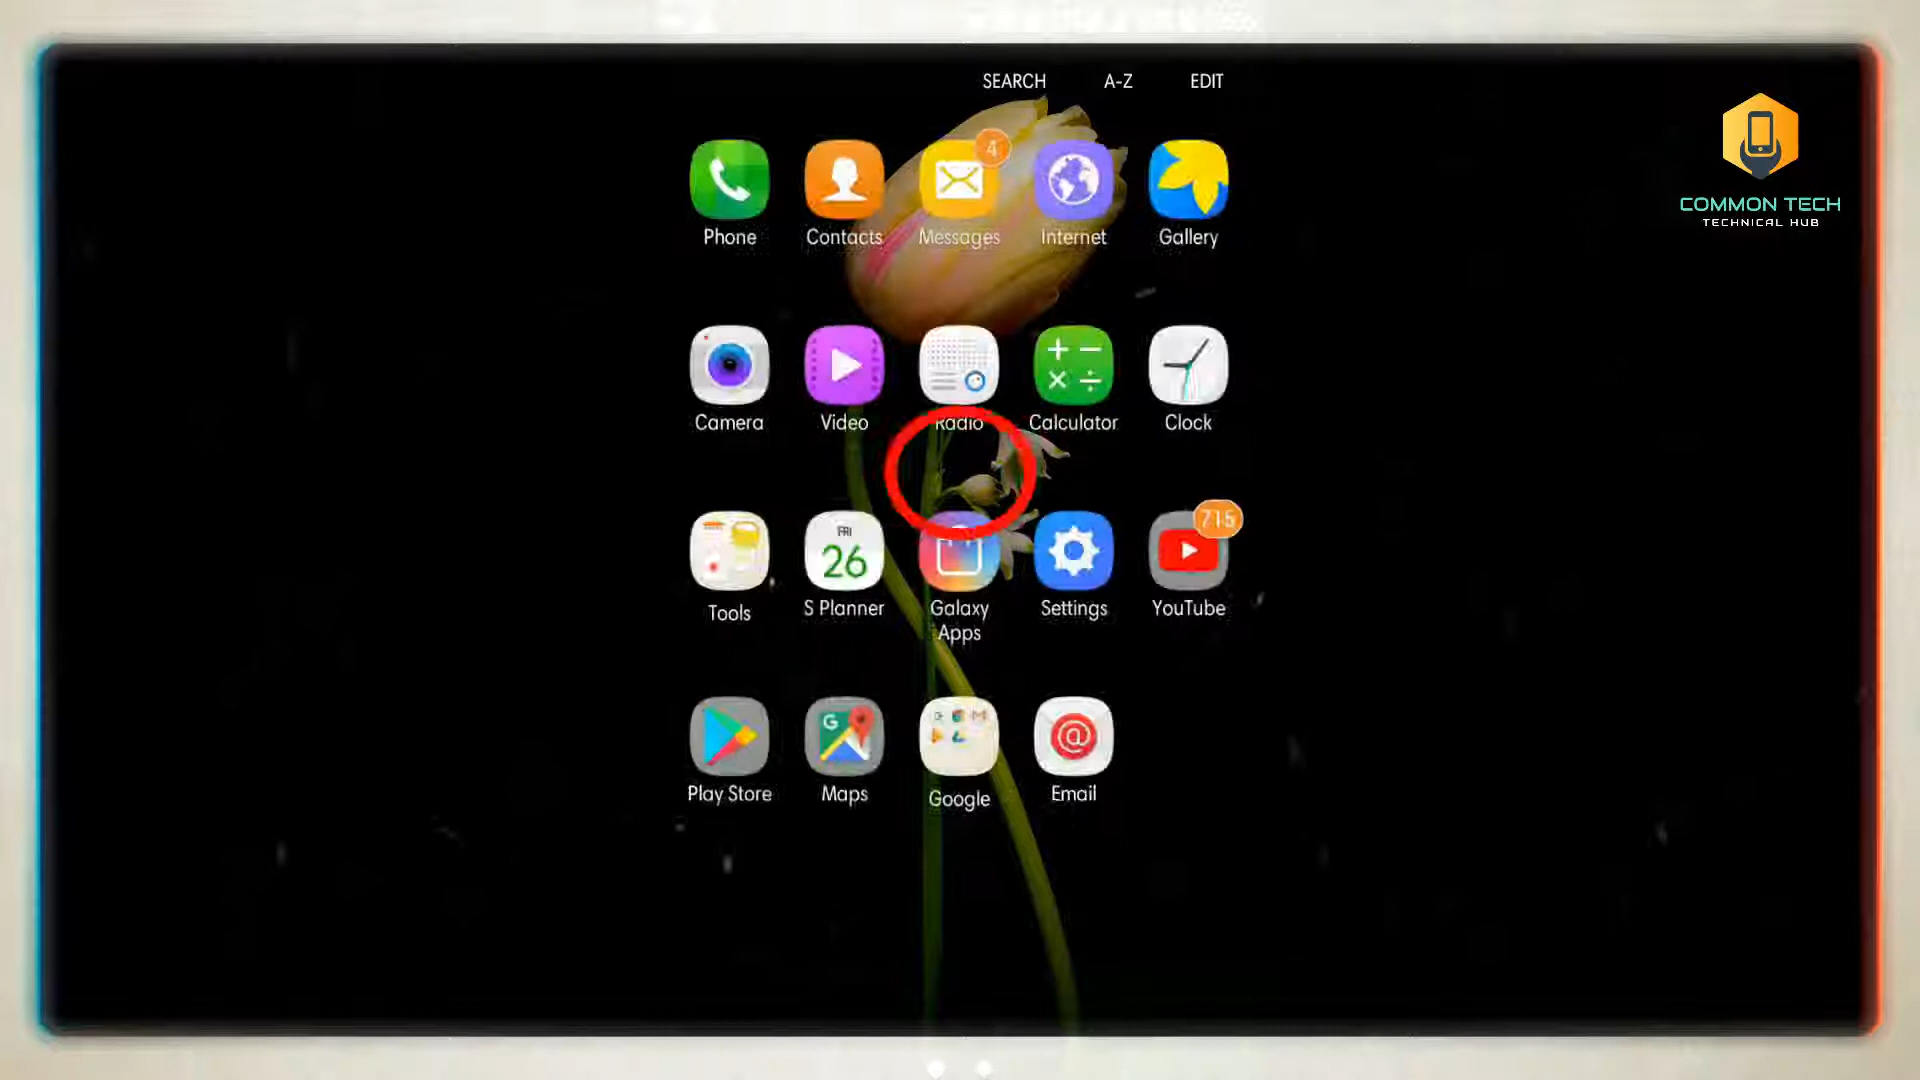 SEARCH A-Z EDIT
COMMON TECH
TECHNICAL HUB
4
Phone Contacts Messages Internet Gallery
Camera Video Radio Calculator Clock
FRI
26
715
Tools S Planner Galaxy Apps Settings YouTube
G
Play Store Maps Google Email